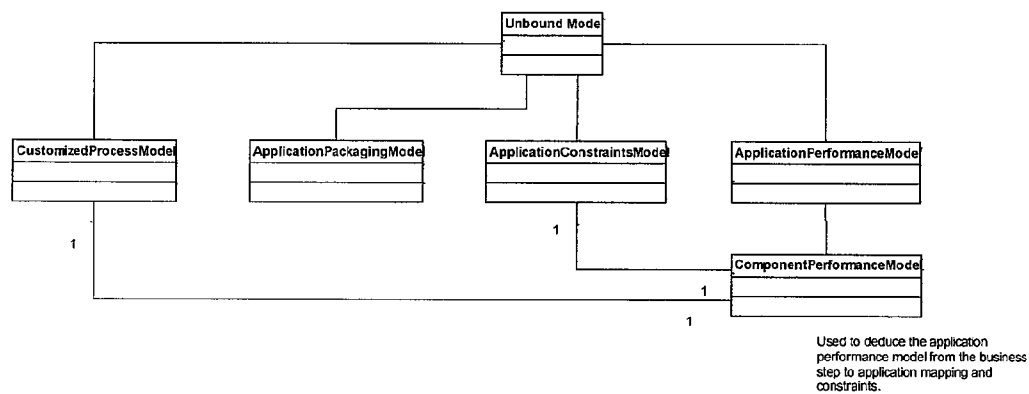 Unbound Mode
CustomizedProcessModel
ApplicationPackagingModel
ApplicationConstraintsModel
ApplicationPerformanceModel
1
1
ComponentPerformanceModel
1
1
Used to deduce the application
performance model from the business
step to application mapping and
constraints.